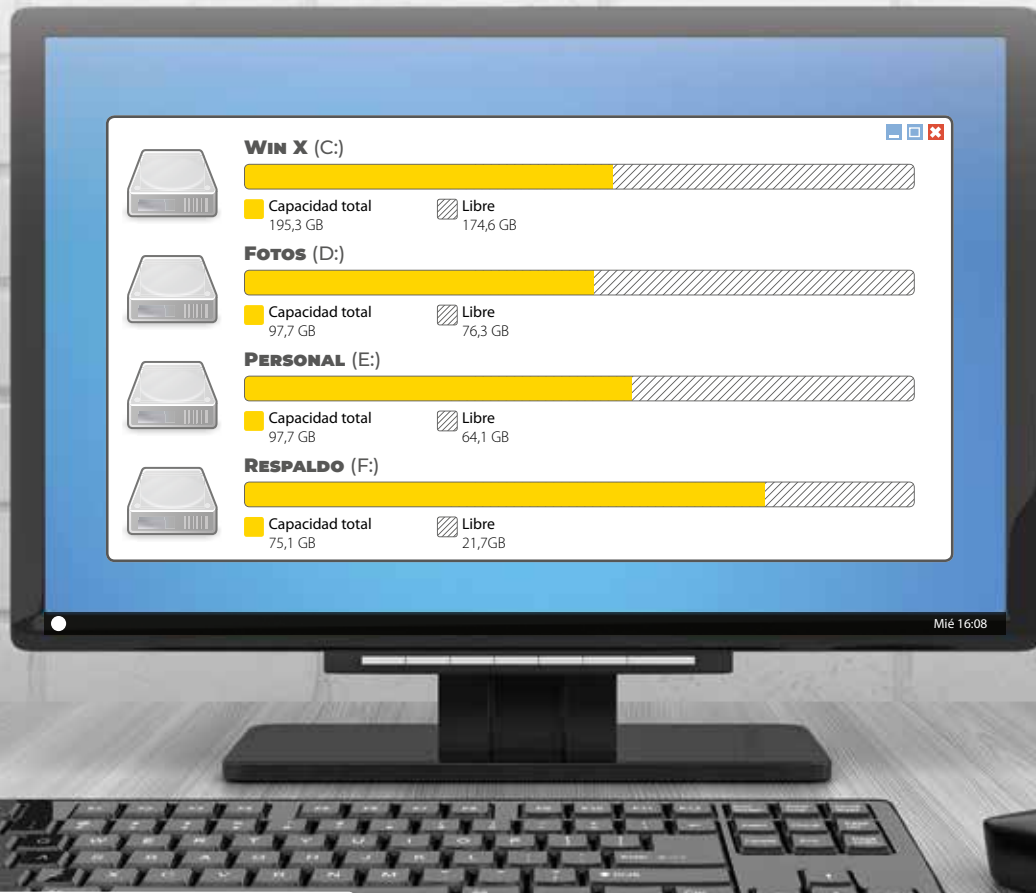 WIN X (C:)
Capacidad total
195,3 GB
Libre
174,6 GB
FOTOS (D:)
Capacidad total
97,7 GB
Libre
76,3 GB
PERSONAL (E:)
Capacidad total
97,7 GB
Libre
64,1 GB
RESPALDO (F:)
Capacidad total
75,1 GB
Libre
21,7GB
Mié 16:08